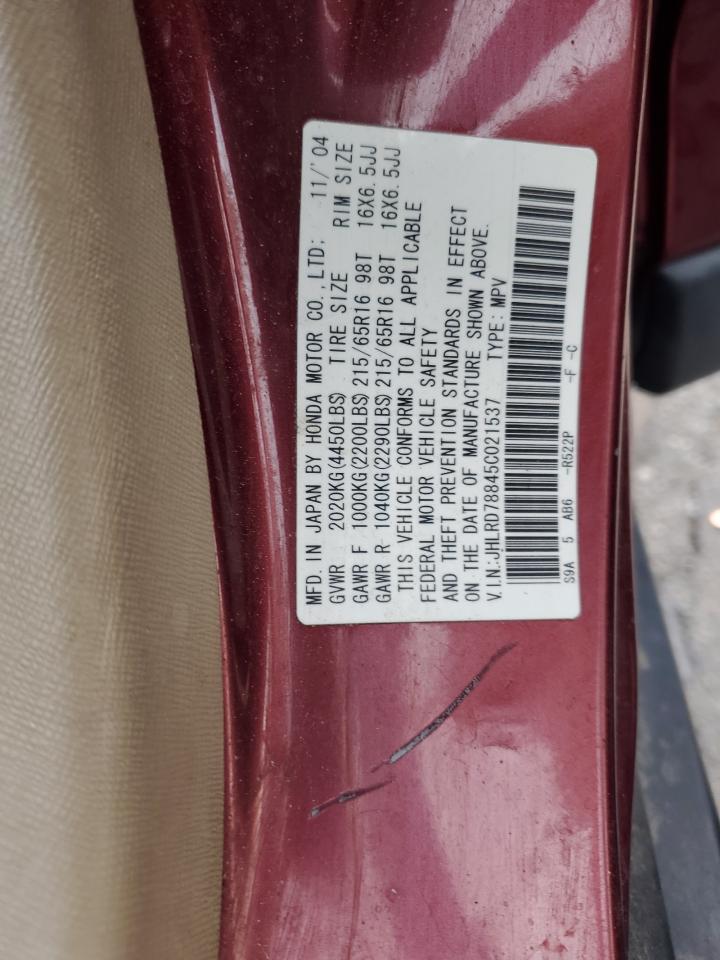 MFD. IN JAPAN BY HONDA MOTOR CO., LTD; 11/'04
GVWR 2020KG(4450LBS) TIRE SIZE RIM SIZE
GAWR F 1000KG(2200LBS) 215/65R16 98T 16X6.5JJ
GAWR R 1040KG(2290LBS) 215/65R16 98T 16X6.5JJ
THIS VEHICLE CONFORMS TO ALL APPLICABLE
FEDERAL MOTOR VEHICLE SAFETY
AND THEFT PREVENTION STANDARDS IN EFFECT
ON THE DATE OF MANUFACTURE SHOWN ABOVE.
V.I.N:JHLRD78845C021537 TYPE: MPV
S9A 5 AB6 -R522P -F -C